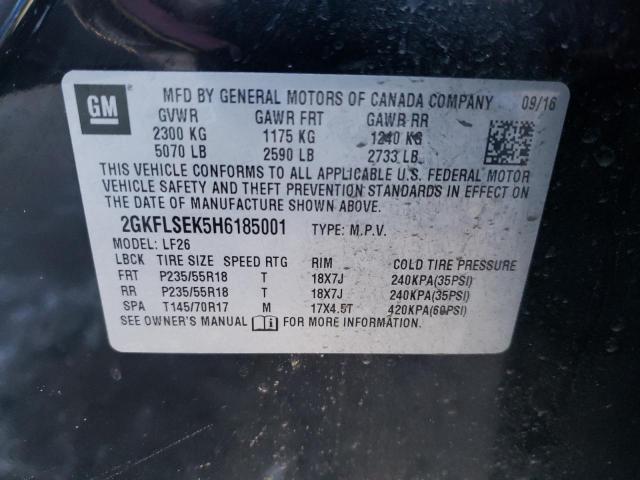 GM
MFD BY GENERAL MOTORS OF CANADA COMPANY 09/16
GVWR GAWR FRT GAWR RR
2300 KG 1175 KG 1240 KG
5070 LB 2590 LB 2733 LB
THIS VEHICLE CONFORMS TO ALL APPLICABLE U.S. FEDERAL MOTOR
VEHICLE SAFETY AND THEFT PREVENTION STANDARDS IN EFFECT ON
THE DATE OF MANUFACTURE SHOWN ABOVE.
2GKFLSEK5H6185001 TYPE: M.P.V.
MODEL: LF26
LBCK TIRE SIZE SPEED RTG RIM COLD TIRE PRESSURE
FRT P235/55R18 T 18X7J 240KPA(35PSI)
RR P235/55R18 T 18X7J 240KPA(35PSI)
SPA T145/70R17 M 17X4.5T 420KPA(60PSI)
SEE OWNER'S MANUAL i FOR MORE INFORMATION.